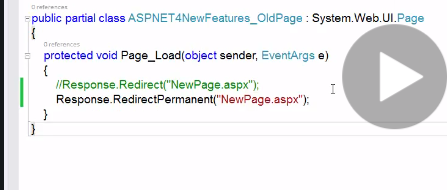 0 references
public partial class ASPNET4NewFeatures_OldPage : System.Web.UI.Page
{
0 references
protected void Page_Load(object sender, EventArgs e)
{
//Response.Redirect("NewPage.aspx");
Response.RedirectPermanent("NewPage.aspx");
}
}